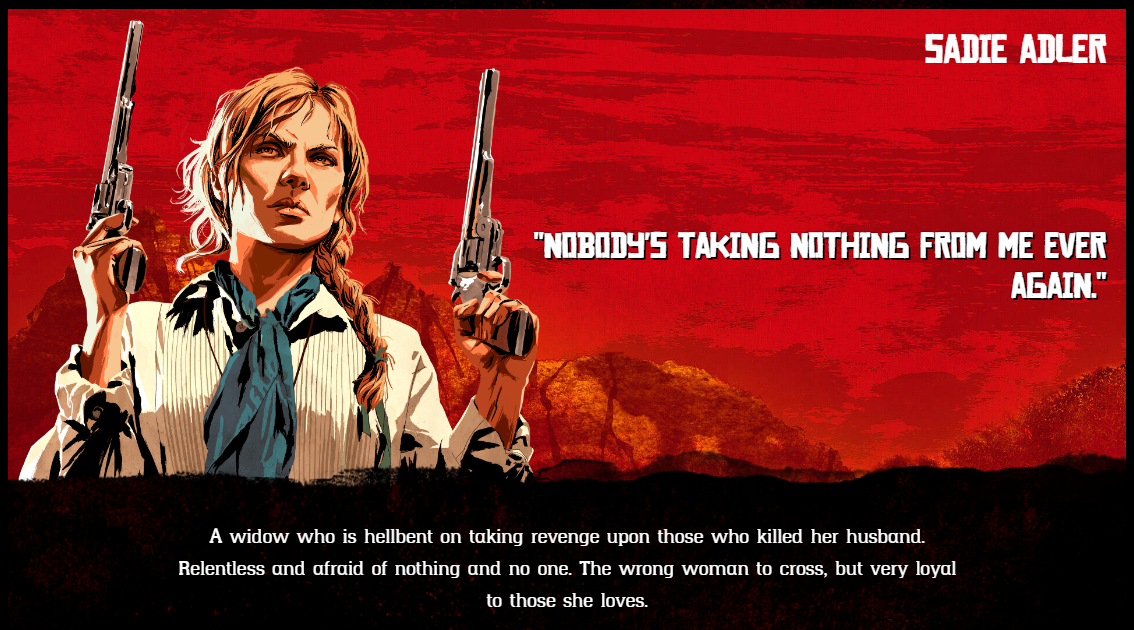 SADIE ADLER
"NOBODY'S TAKING NOTHING FROM ME EVER
AGAIN."
A widow who is hellbent on taking revenge upon those who killed her husband.
Relentless and afraid of nothing and no one. The wrong woman to cross, but very loyal
to those she loves.